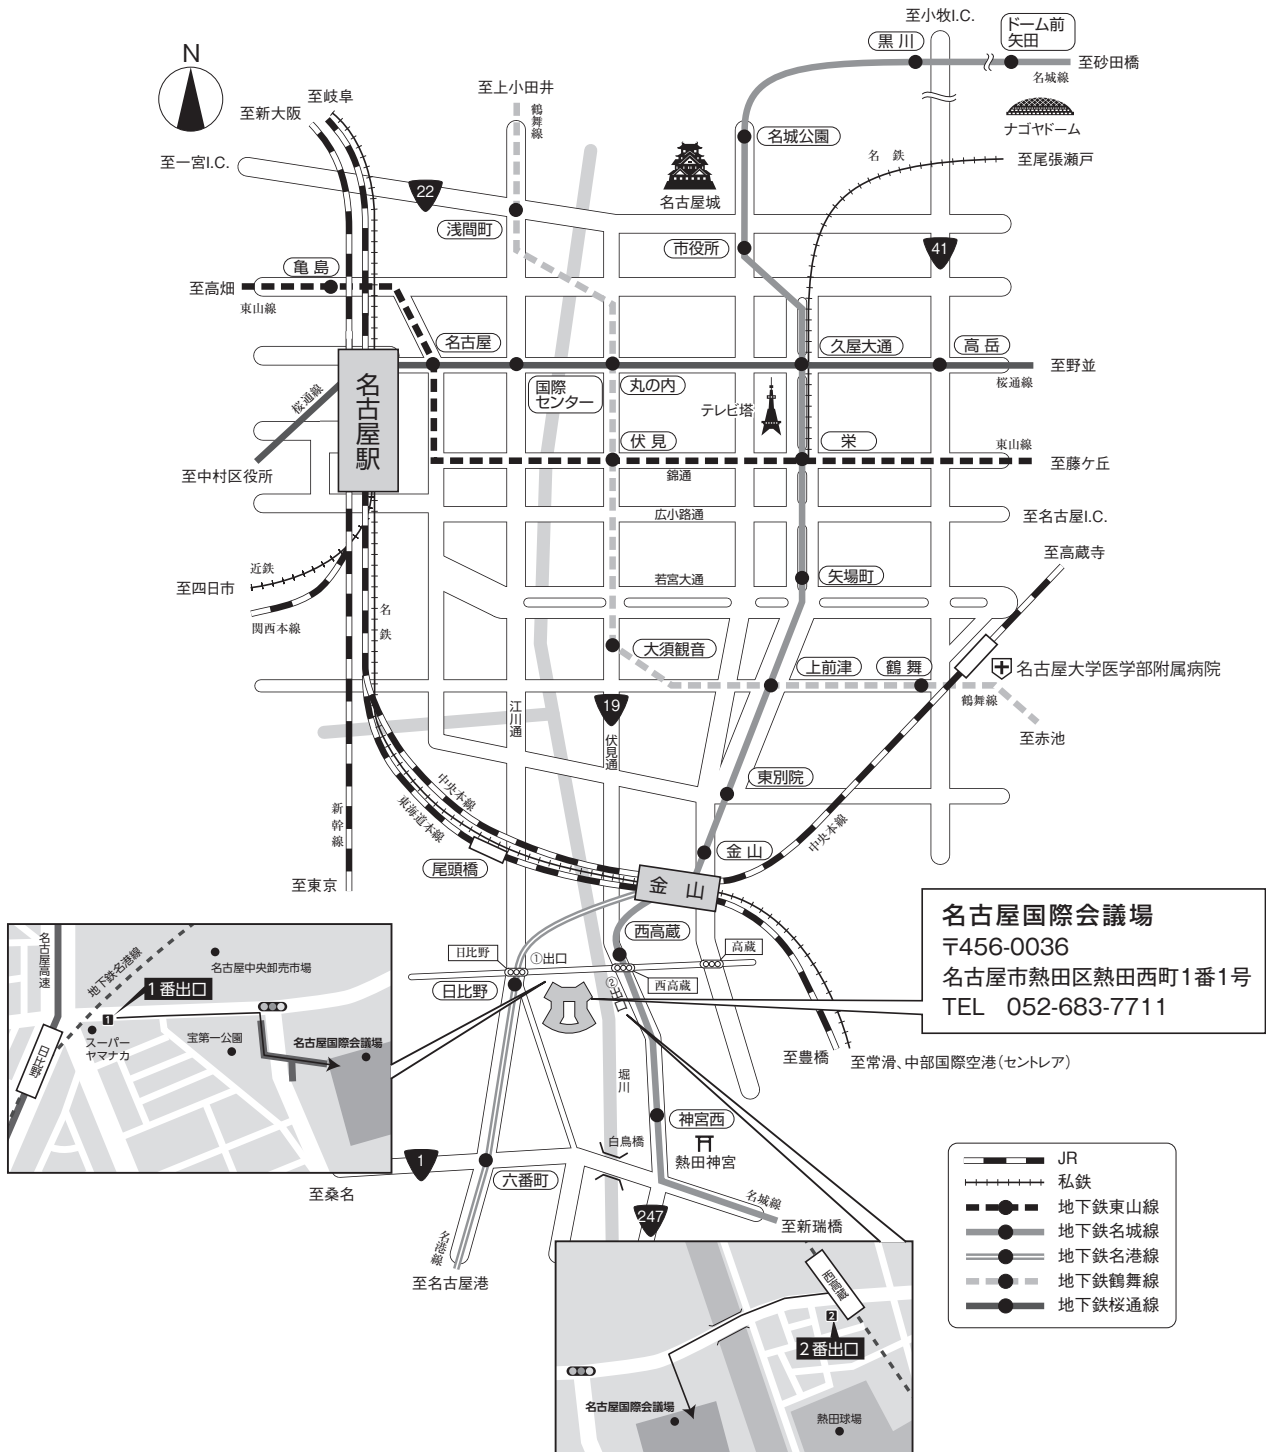 至小牧I.C.
ドーム前
矢田
黒川
至砂田橋
名城線
N
至岐阜
至新大阪
至上小田井
鶴舞線
ナゴヤドーム
名城公園
至一宮I.C.
名鉄
至尾張瀬戸
22
名古屋城
浅間町
市役所
41
亀島
至高畑
東山線
名古屋
久屋大通
高岳
至野並
桜通線
名古屋駅
国際
センター
丸の内
桜通線
テレビ塔
伏見
栄
東山線
至中村区役所
錦通
至藤ケ丘
広小路通
至名古屋I.C.
至高蔵寺
近鉄
至四日市
若宮大通
矢場町
関西本線
名鉄
大須観音
上前津
鶴舞
名古屋大学医学部附属病院
鶴舞線
19
江川通
伏見通
至赤池
東別院
中央本線
東海道本線
新幹線
中央本線
金山
尾頭橋
至東京
金山
名古屋国際会議場
〒456-0036
名古屋市熱田区熱田西町1番1号
TEL 052-683-7711
西高蔵
日比野
①出口
高蔵
西高蔵
日比野
②出口
名古屋高速
地下鉄名港線
名古屋中央卸売市場
1番出口
1
スーパー
ヤマナカ
宝第一公園
名古屋国際会議場
日比野
至豊橋
至常滑、中部国際空港(セントレア)
堀川
神宮西
白鳥橋
熱田神宮
1
六番町
至桑名
名城線
至新瑞橋
247
名港線
至名古屋港
JR
私鉄
地下鉄東山線
地下鉄名城線
地下鉄名港線
地下鉄鶴舞線
地下鉄桜通線
西高蔵
2
2番出口
名古屋国際会議場
熱田球場